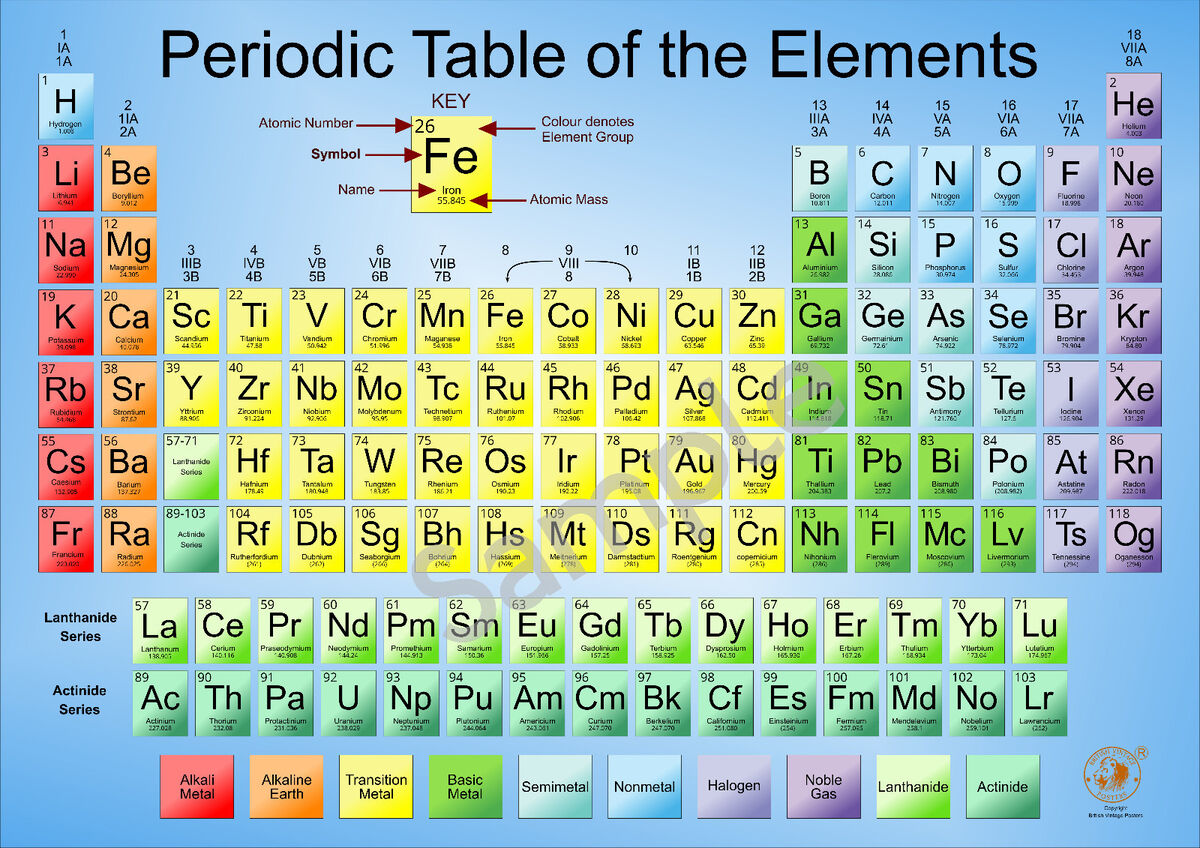 Periodic Table of the Elements
1
IA
1A
18
VIIA
8A
KEY
Atomic Number
Symbol
Name
26
Fe
Iron
55.845
Colour denotes
Element Group
Atomic Mass
2
1IA
2A
13
IIIA
3A
14
IVA
4A
15
VA
5A
16
VIA
6A
17
VIIA
7A
3
IIIB
3B
4
IVB
4B
5
VB
5B
6
VIB
6B
7
VIIB
7B
8 9 10
VIII
8
11
IB
1B
12
IIB
2B
1 2
H He
Hydrogen Helium
1.008 4.003
3 4 5 6 7 8 9 10
Li Be B C N O F Ne
Lithium Beryllium Boron Carbon Nitrogen Oxygen Fluorine Neon
6.941 9.012 10.811 12.011 14.007 15.999 18.998 20.180
11 12 13 14 15 16 17 18
Na Mg Al Si P S Cl Ar
Sodium Magnesium Aluminium Silicon Phosphorus Sulfur Chlorine Argon
22.990 24.305 26.982 28.086 30.974 32.066 34.453 39.948
19 20 21 22 23 24 25 26 27 28 29 30 31 32 33 34 35 36
K Ca Sc Ti V Cr Mn Fe Co Ni Cu Zn Ga Ge As Se Br Kr
Potassuim Calcium Scandium Titanium Vandium Chromium Maganese Iron Cobalt Nickel Copper Zinc Gallium Germainium Arsanic Selenium Bromine Krypton
39.098 40.078 44.956 47.88 50.942 51.996 54.938 55.845 58.933 58.693 63.546 65.39 69.732 72.61 74.922 78.972 79.904 84.80
37 38 39 40 41 42 43 44 45 46 47 48 49 50 51 52 53 54
Rb Sr Y Zr Nb Mo Tc Ru Rh Pd Ag Cd In Sn Sb Te I Xe
Rubidium Strontium Yttrium Zirconium Niobium Molybdenum Technetium Ruthenium Rhodium Palladium Silver Cadmium Indium Tin Antimony Tellurium Iodine Xenon
84.468 87.62 88.906 91.224 92.906 95.95 98.907 101.07 102.906 106.42 107.868 112.411 114.818 118.71 121.760 127.6 126.904 131.29
55 56 57-71 72 73 74 75 76 77 78 79 80 81 82 83 84 85 86
Cs Ba Lanthanide Series Hf Ta W Re Os Ir Pt Au Hg Ti Pb Bi Po At Rn
Caesium Barium Hafnium Tantalum Tungsten Rhenium Osmium Iridium Platinum Gold Mercury Thallium Lead Bismuth Polonium Astatine Radon
132.905 137.327 178.49 180.948 183.85 186.21 190.23 192.22 195.08 196.967 200.59 204.383 207.2 208.980 (208.982) 209.987 222.018
87 88 89-103 104 105 106 107 108 109 110 111 112 113 114 115 116 117 118
Fr Ra Actinide Series Rf Db Sg Bh Hs Mt Ds Rg Cn Nh Fl Mc Lv Ts Og
Francium Radium Rutherfordium Dubnium Seaborgium Bohrium Hassium Meitnerium Darmstadtium Roentgenium copernicium Nihonium Flerovium Moscovium Livermorium Tennessine Oganesson
223.020 226.025 (261) (262) (266) (264) (269) (278) (281) (280) (285) (286) (289) (286) (293) (294) (294)
Lanthanide
Series
57 58 59 60 61 62 63 64 65 66 67 68 69 70 71
La Ce Pr Nd Pm Sm Eu Gd Tb Dy Ho Er Tm Yb Lu
Lanthanum Cerium Praseodymium Neodymium Promethium Samarium Europium Gadolinium Terbium Dysprosium Holmium Erbium Thulium Ytterbium Lutetium
138.905 140.116 140.908 144.24 144.913 150.36 151.966 157.25 158.925 162.50 165.930 167.26 168.934 173.04 174.967
Actinide
Series
89 90 91 92 93 94 95 96 97 98 99 100 101 102 103
Ac Th Pa U Np Pu Am Cm Bk Cf Es Fm Md No Lr
Actinium Thorium Protactinium Uranium Neptunium Plutonium Americium Curium Berkelium Californium Einsteinium Fermium Mendelevium Nobelium Lawrencium
227.028 232.08 231.036 238.029 237.048 244.064 243.061 247.070 247.070 251.080 (254) 257.095 258.1 259.101 (262)
Sample
Alkali
Metal
Alkaline
Earth
Transition
Metal
Basic
Metal
Semimetal
Nonmetal
Halogen
Noble
Gas
Lanthanide
Actinide
BRITISH VINTAGE
POSTERS
®
Copyright
British Vintage Posters